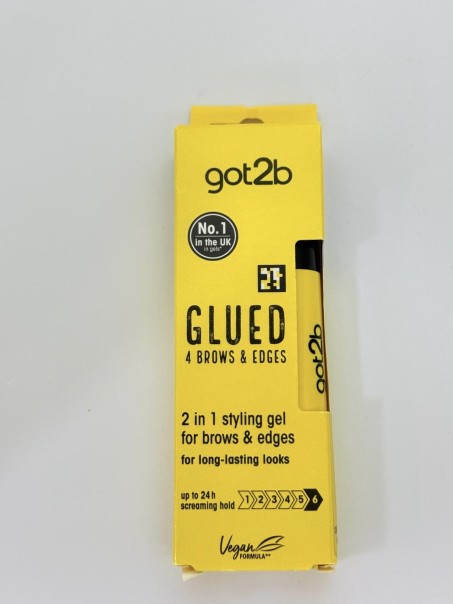 got2b
No.1
in the UK
in gels*
GLUED
4 BROWS & EDGES
got2b
2 in 1 styling gel
for brows & edges
for long-lasting looks
up to 24h
screaming hold 1 2 3 4 5 6
Vegan
FORMULA**